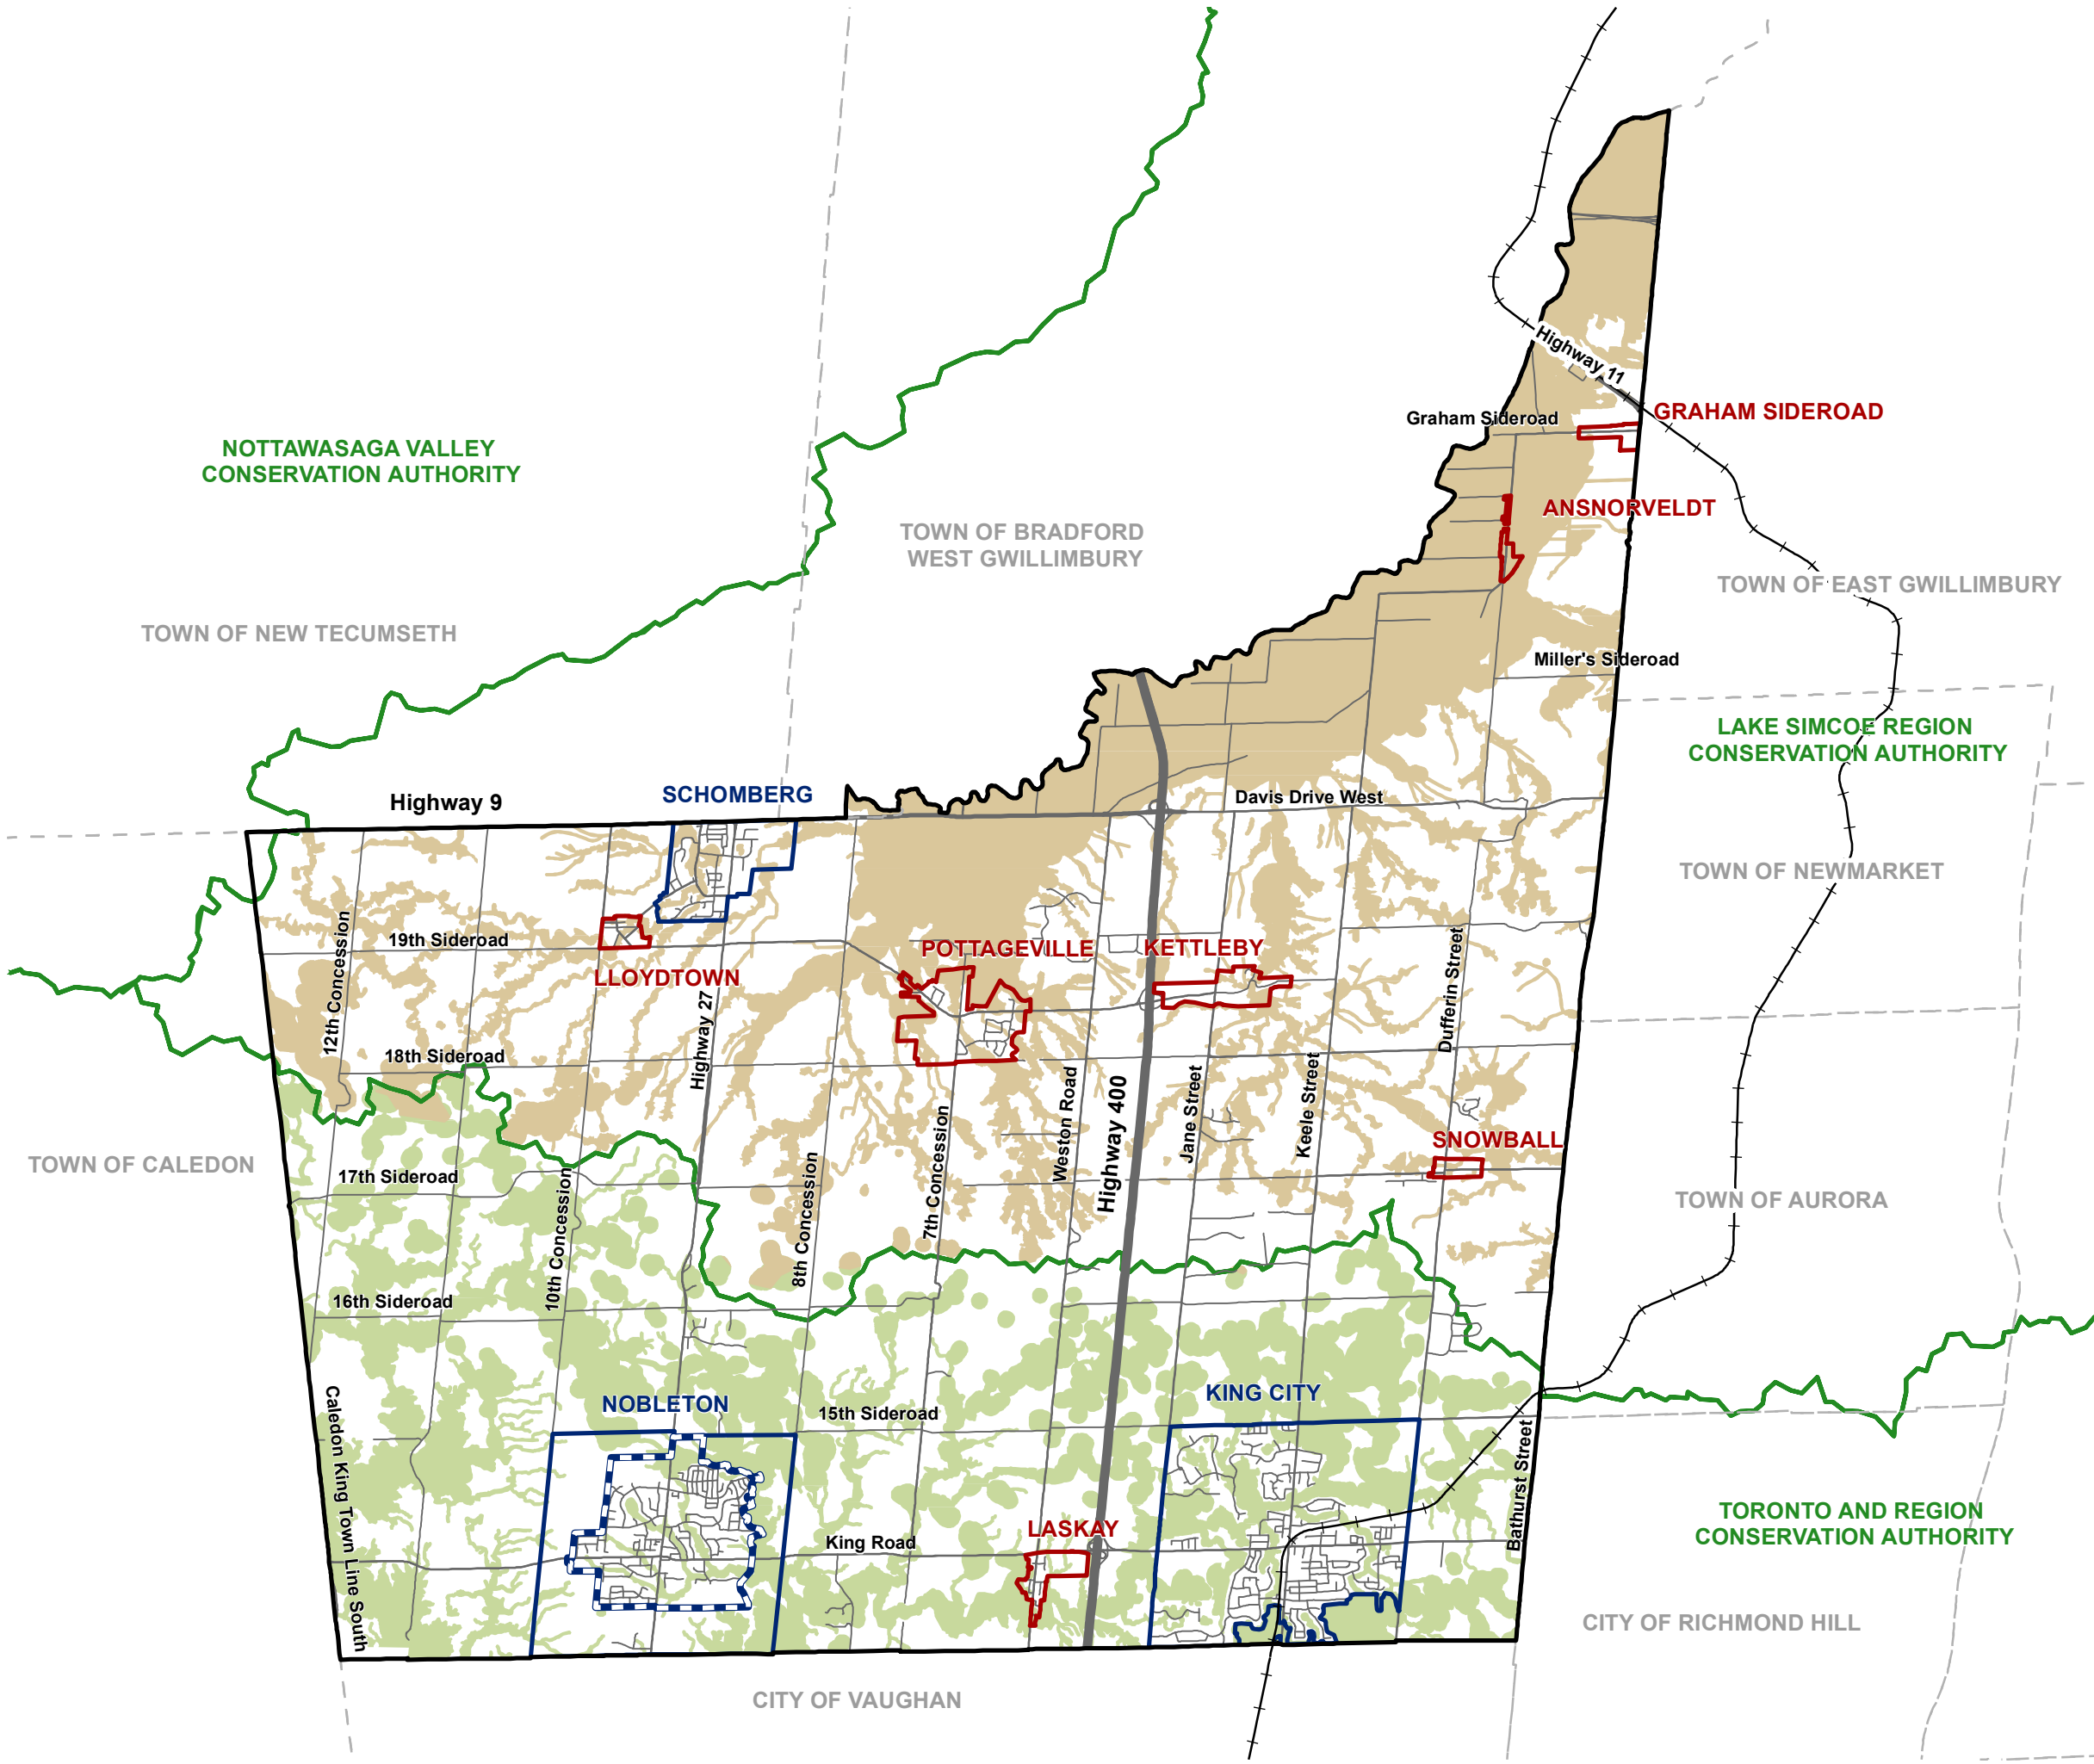 Highway 11
GRAHAM SIDEROAD
Graham Sideroad
NOTTAWASAGA VALLEY
CONSERVATION AUTHORITY
ANSNORVELDT
TOWN OF BRADFORD
WEST GWILLIMBURY
TOWN OF EAST GWILLIMBURY
TOWN OF NEW TECUMSETH
Miller's Sideroad
LAKE SIMCOE REGION
CONSERVATION AUTHORITY
SCHOMBERG
Highway 9
Davis Drive West
TOWN OF NEWMARKET
19th Sideroad
12th Concession
LLOYDTOWN
POTTAGEVILLE
KETTLEBY
Dufferin Street
Highway 27
18th Sideroad
Weston Road
Highway 400
Jane Street
Keele Street
SNOWBALL
TOWN OF CALEDON
17th Sideroad
10th Concession
8th Concession
7th Concession
TOWN OF AURORA
16th Sideroad
NOBLETON
15th Sideroad
KING CITY
Caledon King Town Line South
Bathurst Street
LASKAY
King Road
TORONTO AND REGION
CONSERVATION AUTHORITY
CITY OF RICHMOND HILL
CITY OF VAUGHAN